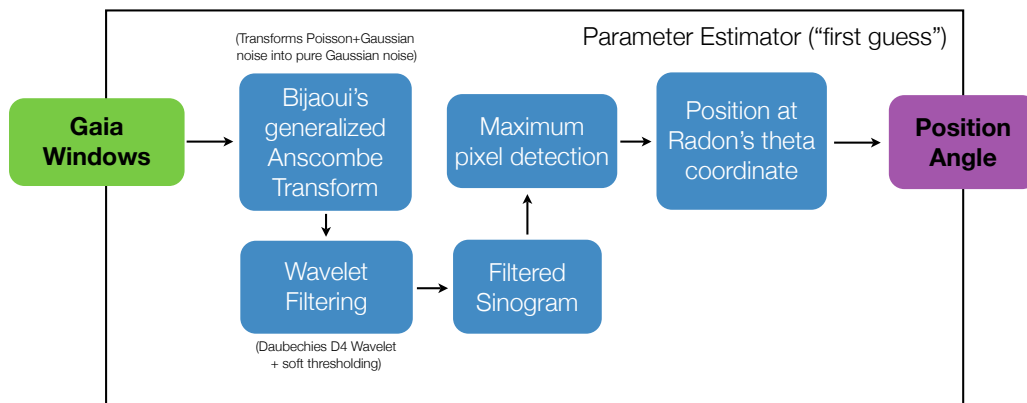 Parameter Estimator (“first guess”)
(Transforms Poisson+Gaussian
noise into pure Gaussian noise)
Gaia
Windows
Bijaoui’s
generalized
Anscombe
Transform
Wavelet
Filtering
(Daubechies D4 Wavelet
+ soft thresholding)
Filtered
Sinogram
Maximum
pixel detection
Position at
Radon’s theta
coordinate
Position
Angle